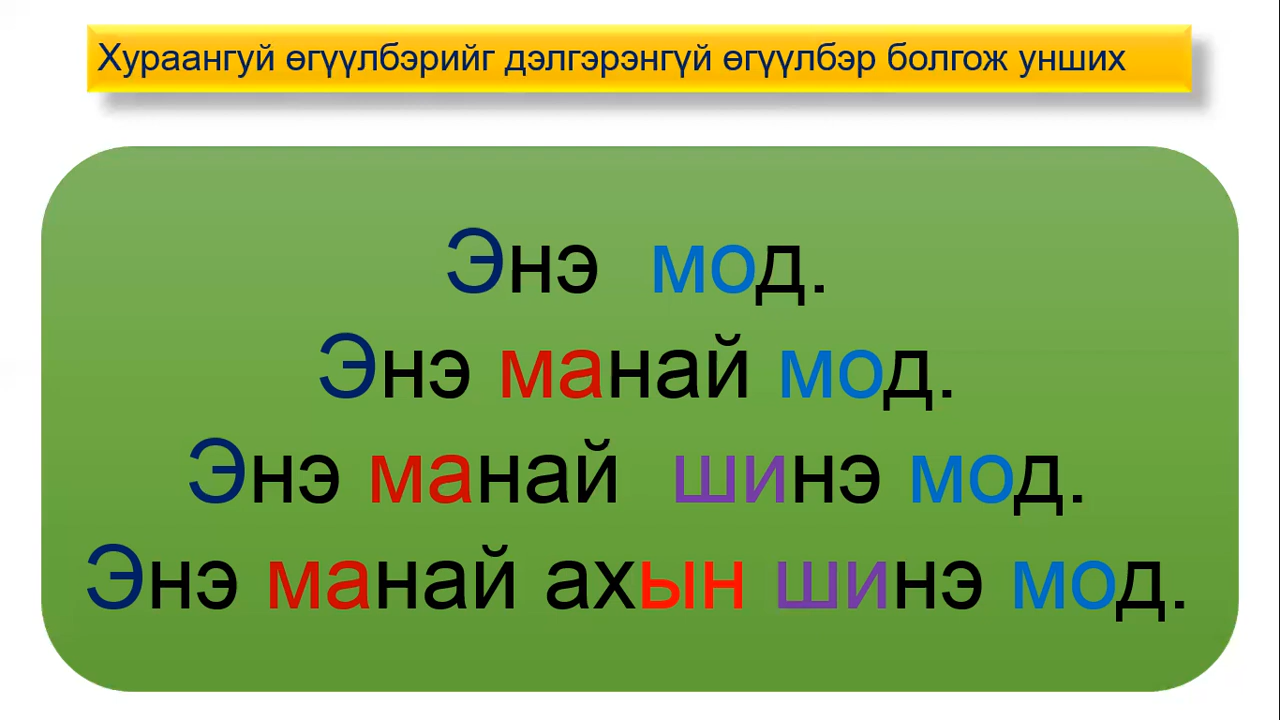 Хураангуй өгүүлбэрийг дэлгэрэнгүй өгүүлбэр болгож унших
Энэ мод.
Энэ манай мод.
Энэ манай шинэ мод.
Энэ манай ахын шинэ мод.